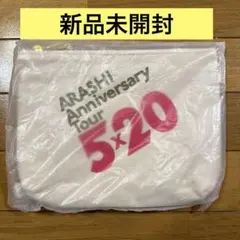 新品未開封
ARASHI
Anniversary
Tour
5×20